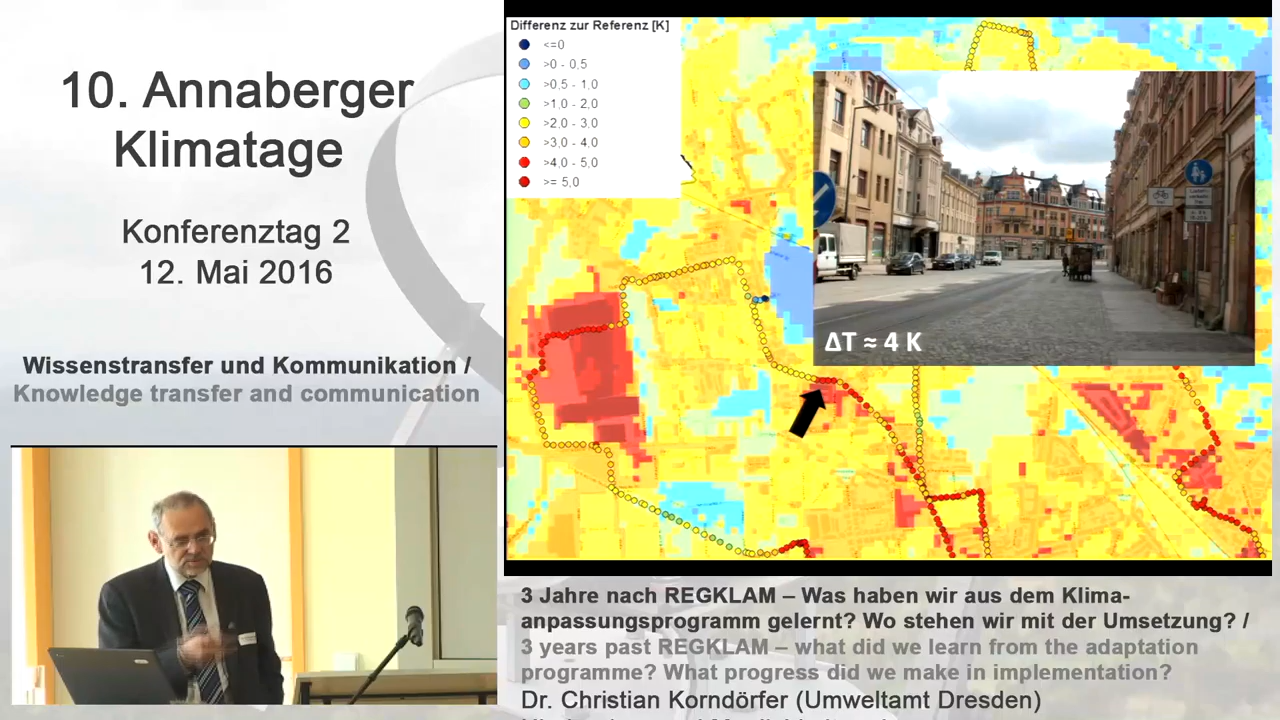 10. Annaberger
Klimatage
Konferenztag 2
12. Mai 2016
Wissenstransfer und Kommunikation /
Knowledge transfer and communication
Differenz zur Referenz [K]
<=0
>0 - 0,5
>0,5 - 1,0
>1,0 - 2,0
>2,0 - 3,0
>3,0 - 4,0
>4,0 - 5,0
>= 5,0
ΔT ≈ 4 K
3 Jahre nach REGKLAM – Was haben wir aus dem Klima-
anpassungsprogramm gelernt? Wo stehen wir mit der Umsetzung? /
3 years past REGKLAM – what did we learn from the adaptation
programme? What progress did we make in implementation?
Dr. Christian Korndörfer (Umweltamt Dresden)